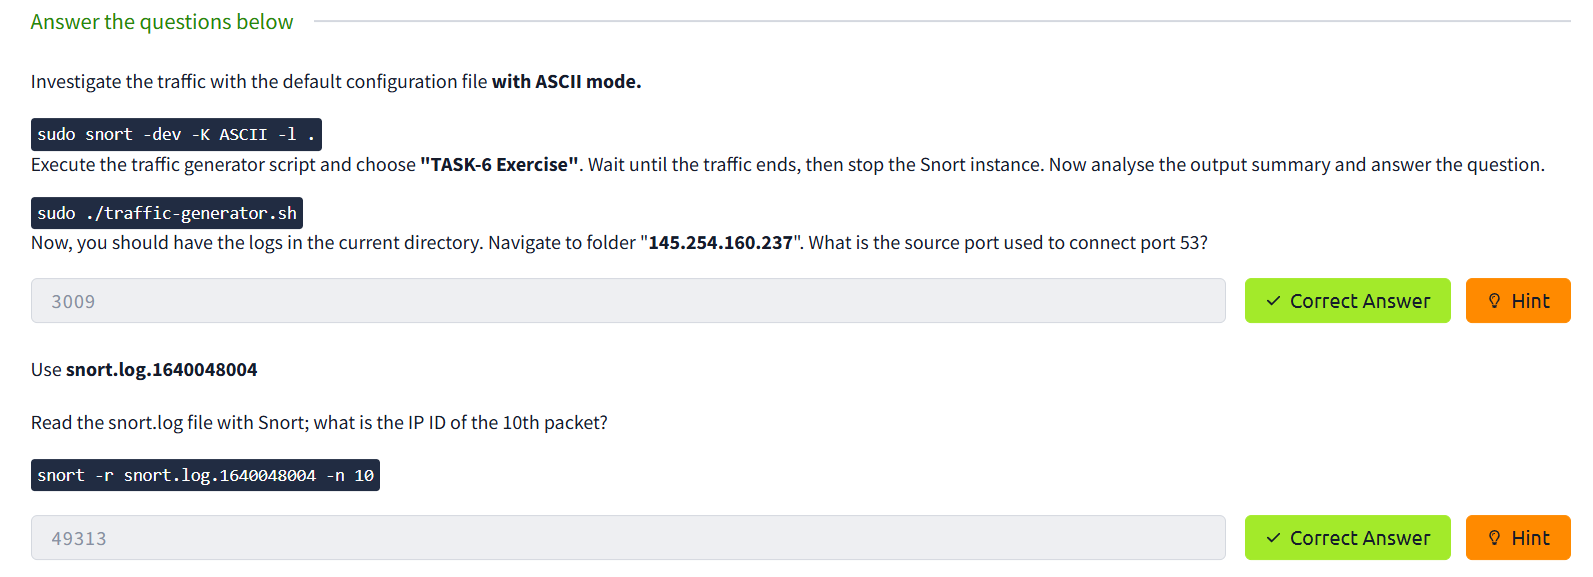 Answer the questions below
Investigate the traffic with the default configuration file with ASCII mode.
sudo snort -dev -K ASCII -l .
Execute the traffic generator script and choose "TASK-6 Exercise". Wait until the traffic ends, then stop the Snort instance. Now analyse the output summary and answer the question.
sudo ./traffic-generator.sh
Now, you should have the logs in the current directory. Navigate to folder "145.254.160.237". What is the source port used to connect port 53?
3009
Correct Answer
Hint
Use snort.log.1640048004
Read the snort.log file with Snort; what is the IP ID of the 10th packet?
snort -r snort.log.1640048004 -n 10
49313
Correct Answer
Hint